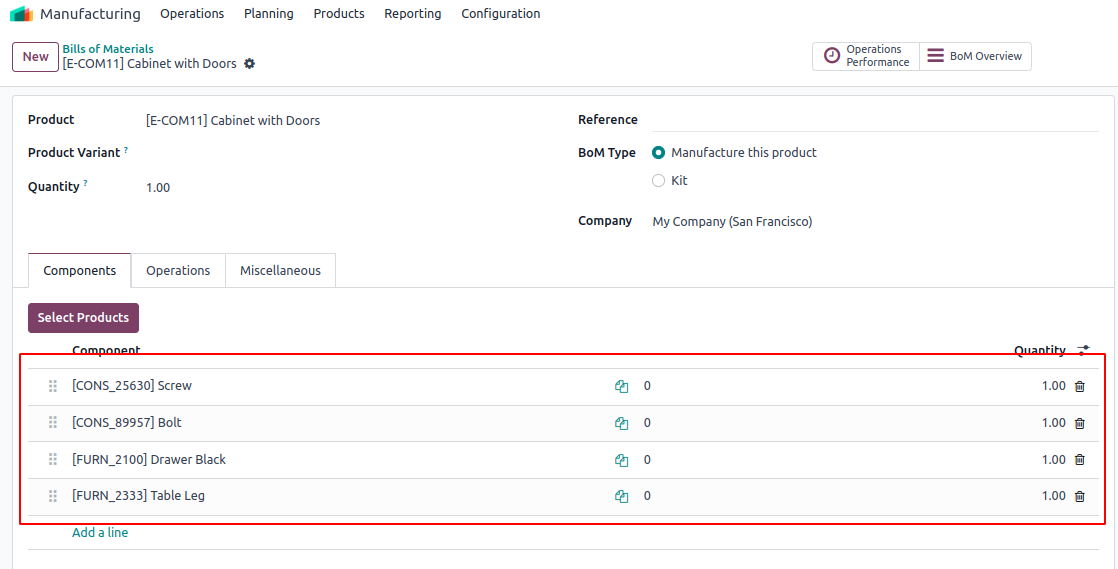 Manufacturing Operations Planning Products Reporting Configuration
New
Bills of Materials
[E-COM11] Cabinet with Doors
Operations Performance
BoM Overview
Product [E-COM11] Cabinet with Doors
Product Variant ?
Quantity ? 1.00
Reference
BoM Type Manufacture this product
Kit
Company My Company (San Francisco)
Components Operations Miscellaneous
Select Products
Component Quantity
[CONS_25630] Screw 0 1.00
[CONS_89957] Bolt 0 1.00
[FURN_2100] Drawer Black 0 1.00
[FURN_2333] Table Leg 0 1.00
Add a line